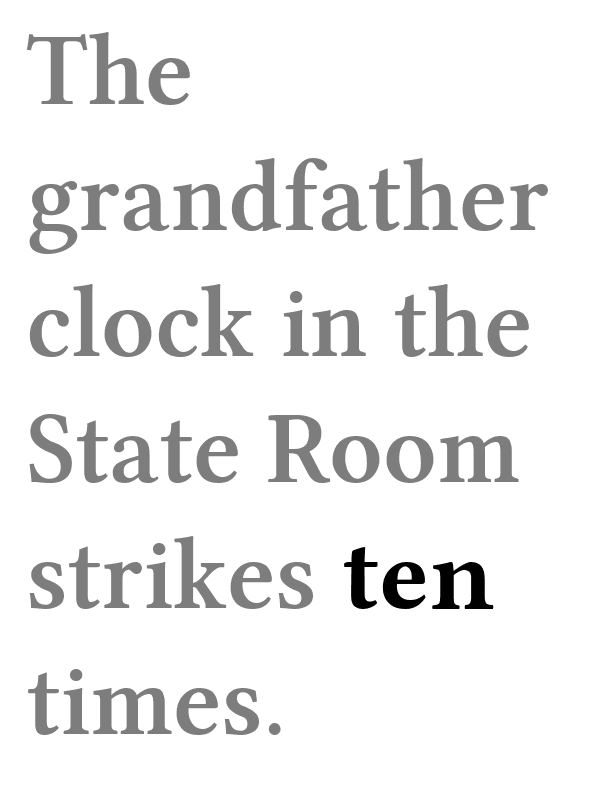 The
grandfather
clock in the
State Room
strikes ten
times.